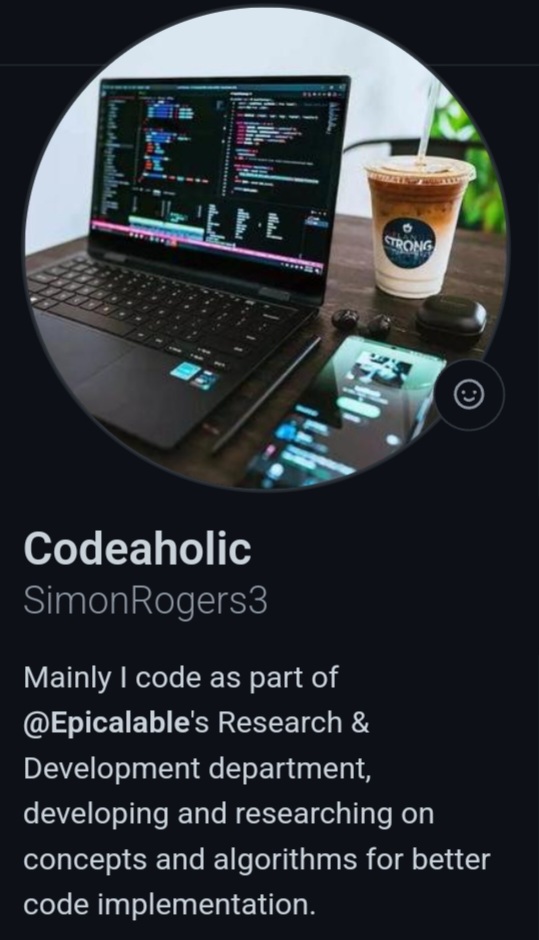 STRONG
Codeaholic
SimonRogers3
Mainly I code as part of
@Epicalable's Research &
Development department,
developing and researching on
concepts and algorithms for better
code implementation.